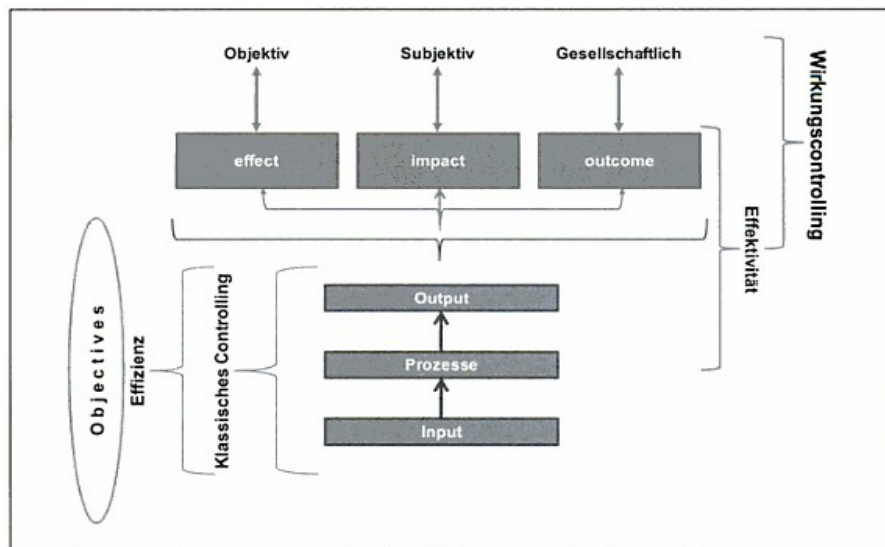 Objektiv
Subjektiv
Gesellschaftlich
effect
impact
outcome
Wirkungscontrolling
Effektivität
Objectives
Effizienz
Klassisches Controlling
Output
Prozesse
Input